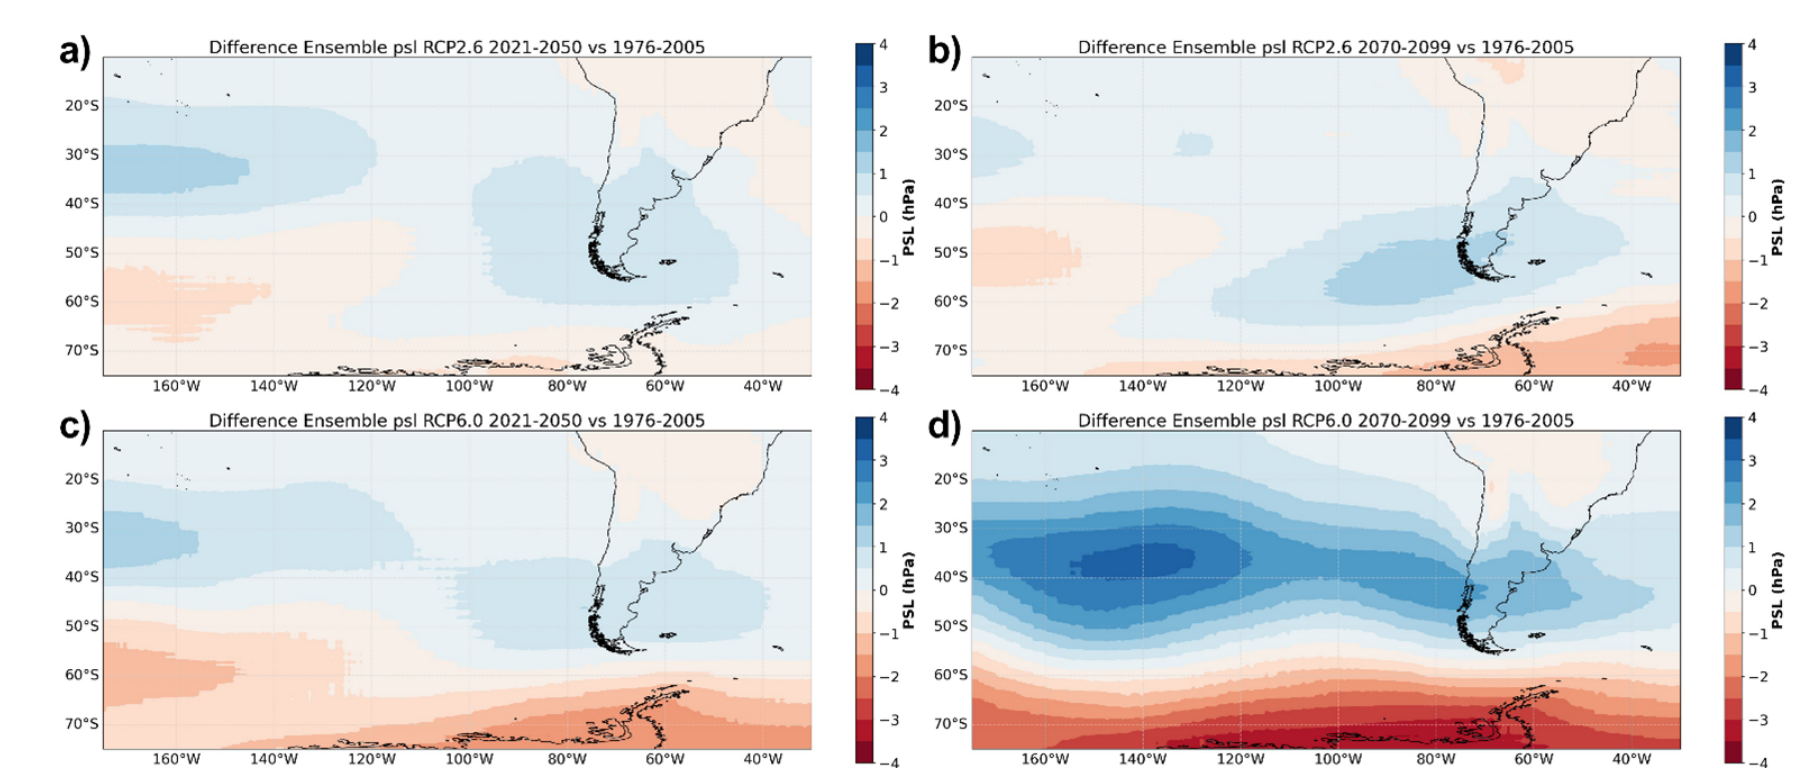 a)
Difference Ensemble psl RCP2.6 2021-2050 vs 1976-2005
20°S
30°S
40°S
50°S
60°S
70°S
160°W 140°W 120°W 100°W 80°W 60°W 40°W
4
3
2
1
0
−1
−2
−3
−4
PSL (hPa)
b)
Difference Ensemble psl RCP2.6 2070-2099 vs 1976-2005
20°S
30°S
40°S
50°S
60°S
70°S
160°W 140°W 120°W 100°W 80°W 60°W 40°W
4
3
2
1
0
−1
−2
−3
−4
PSL (hPa)
c)
Difference Ensemble psl RCP6.0 2021-2050 vs 1976-2005
20°S
30°S
40°S
50°S
60°S
70°S
160°W 140°W 120°W 100°W 80°W 60°W 40°W
4
3
2
1
0
−1
−2
−3
−4
PSL (hPa)
d)
Difference Ensemble psl RCP6.0 2070-2099 vs 1976-2005
20°S
30°S
40°S
50°S
60°S
70°S
160°W 140°W 120°W 100°W 80°W 60°W 40°W
4
3
2
1
0
−1
−2
−3
−4
PSL (hPa)